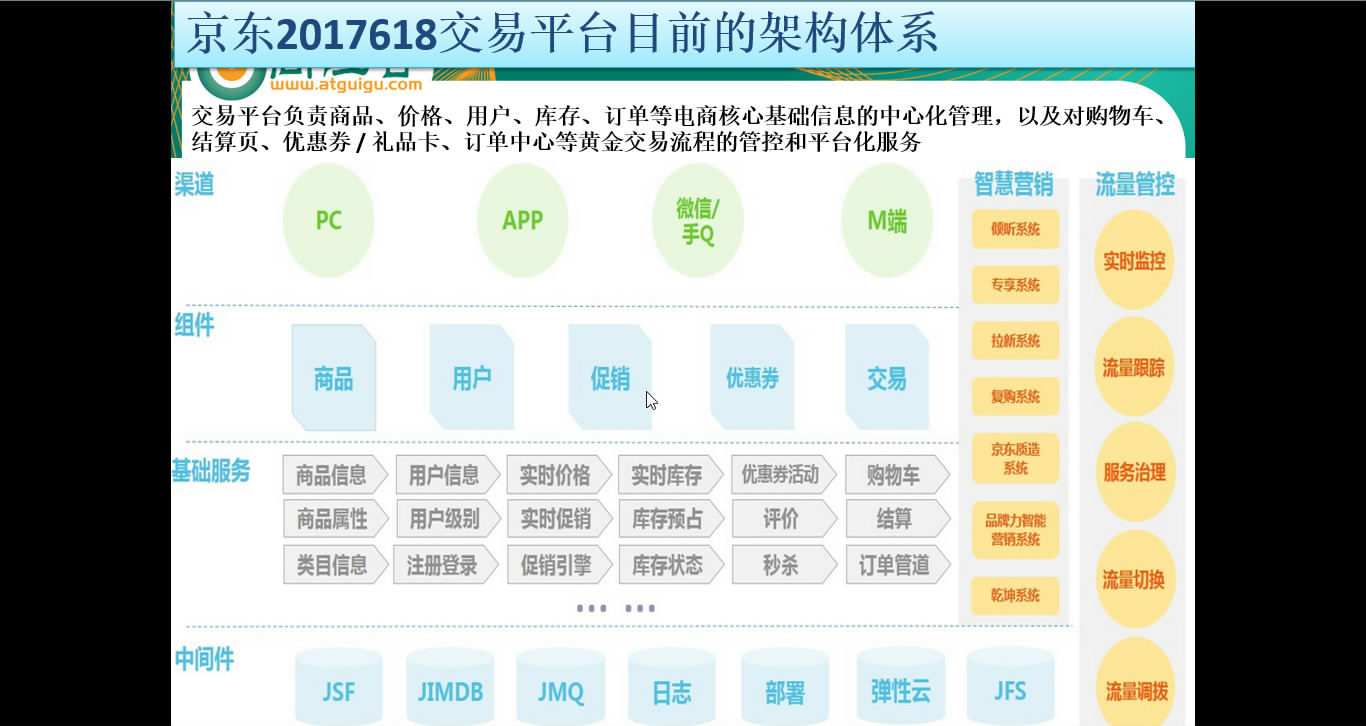 京东2017618交易平台目前的架构体系
www.atguigu.com
交易平台负责商品、价格、用户、库存、订单等电商核心基础信息的中心化管理，以及对购物车、
结算页、优惠券 / 礼品卡、订单中心等黄金交易流程的管控和平台化服务
渠道
PC
APP
微信/
手Q
M端
组件
商品
用户
促销
优惠券
交易
基础服务
商品信息
用户信息
实时价格
实时库存
优惠券活动
购物车
商品属性
用户级别
实时促销
库存预占
评价
结算
类目信息
注册登录
促销引擎
库存状态
秒杀
订单管道
... ...
中间件
JSF
JIMDB
JMQ
日志
部署
弹性云
JFS
智慧营销
倾听系统
专享系统
拉新系统
复购系统
京东质造
系统
品牌力智能
营销系统
乾坤系统
流量管控
实时监控
流量跟踪
服务治理
流量切换
流量调拨